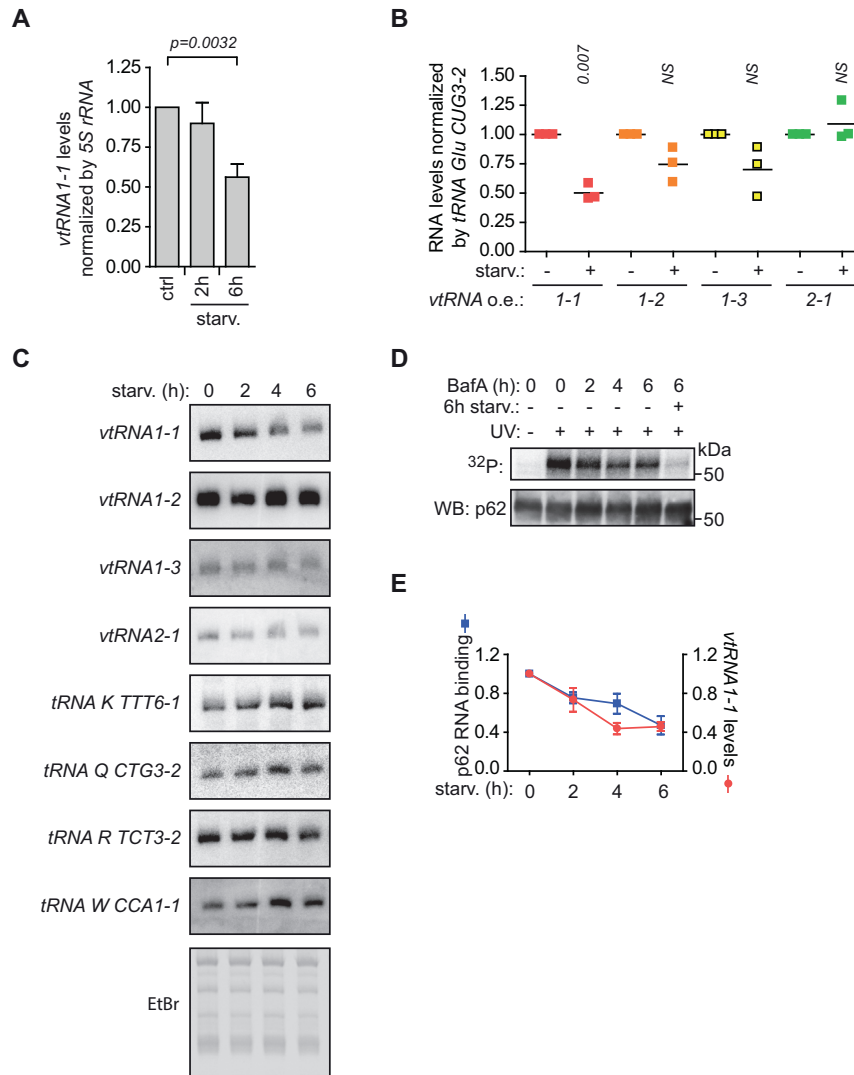 A
p=0.0032
vtRNA1-1 levels
normalized by 5S rRNA
1.25
1.00
0.75
0.50
0.25
0.00
ctrl
2h
6h
starv.
B
0.007
NS
NS
NS
RNA levels normalized
by tRNA Glu CUG3-2
1.50
1.25
1.00
0.75
0.50
0.25
0.00
starv.: - + - + - + - +
vtRNA o.e.: 1-1 1-2 1-3 2-1
C
starv. (h): 0 2 4 6
vtRNA1-1
vtRNA1-2
vtRNA1-3
vtRNA2-1
tRNA K TTT6-1
tRNA Q CTG3-2
tRNA R TCT3-2
tRNA W CCA1-1
EtBr
D
BafA (h): 0 0 2 4 6 6
6h starv.: - - - - - +
UV: - + + + + +
kDa
³²P:
50
WB: p62
50
E
p62 RNA binding
1.2
0.8
0.4
0.0
1.2
0.8
0.4
0.0
vtRNA1-1 levels
starv. (h): 0 2 4 6